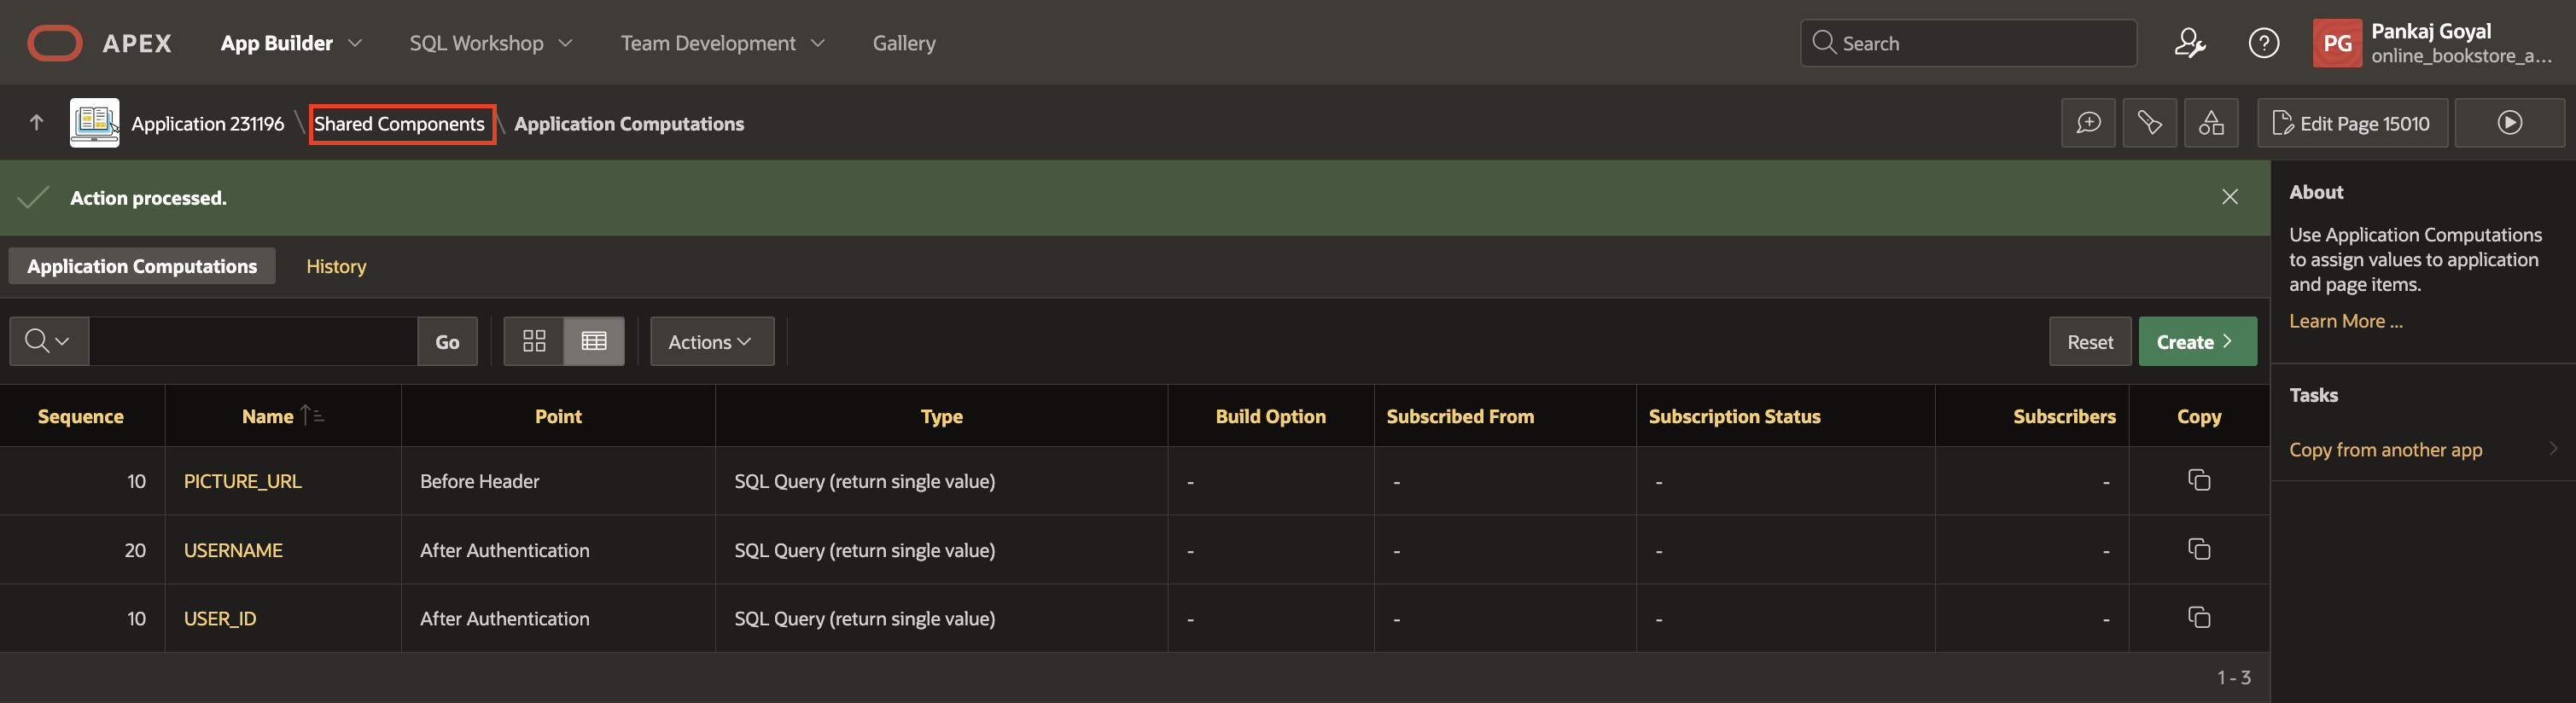 APEX App Builder SQL Workshop Team Development Gallery Search PG Pankaj Goyal
online_bookstore_a...
Application 231196 \ Shared Components \ Application Computations Edit Page 15010
Action processed.
Application Computations History
Go Actions Reset Create
Sequence Name Point Type Build Option Subscribed From Subscription Status Subscribers Copy
10 PICTURE_URL Before Header SQL Query (return single value) - - - -
20 USERNAME After Authentication SQL Query (return single value) - - - -
10 USER_ID After Authentication SQL Query (return single value) - - - -
1 - 3
About
Use Application Computations
to assign values to application
and page items.
Learn More ...
Tasks
Copy from another app